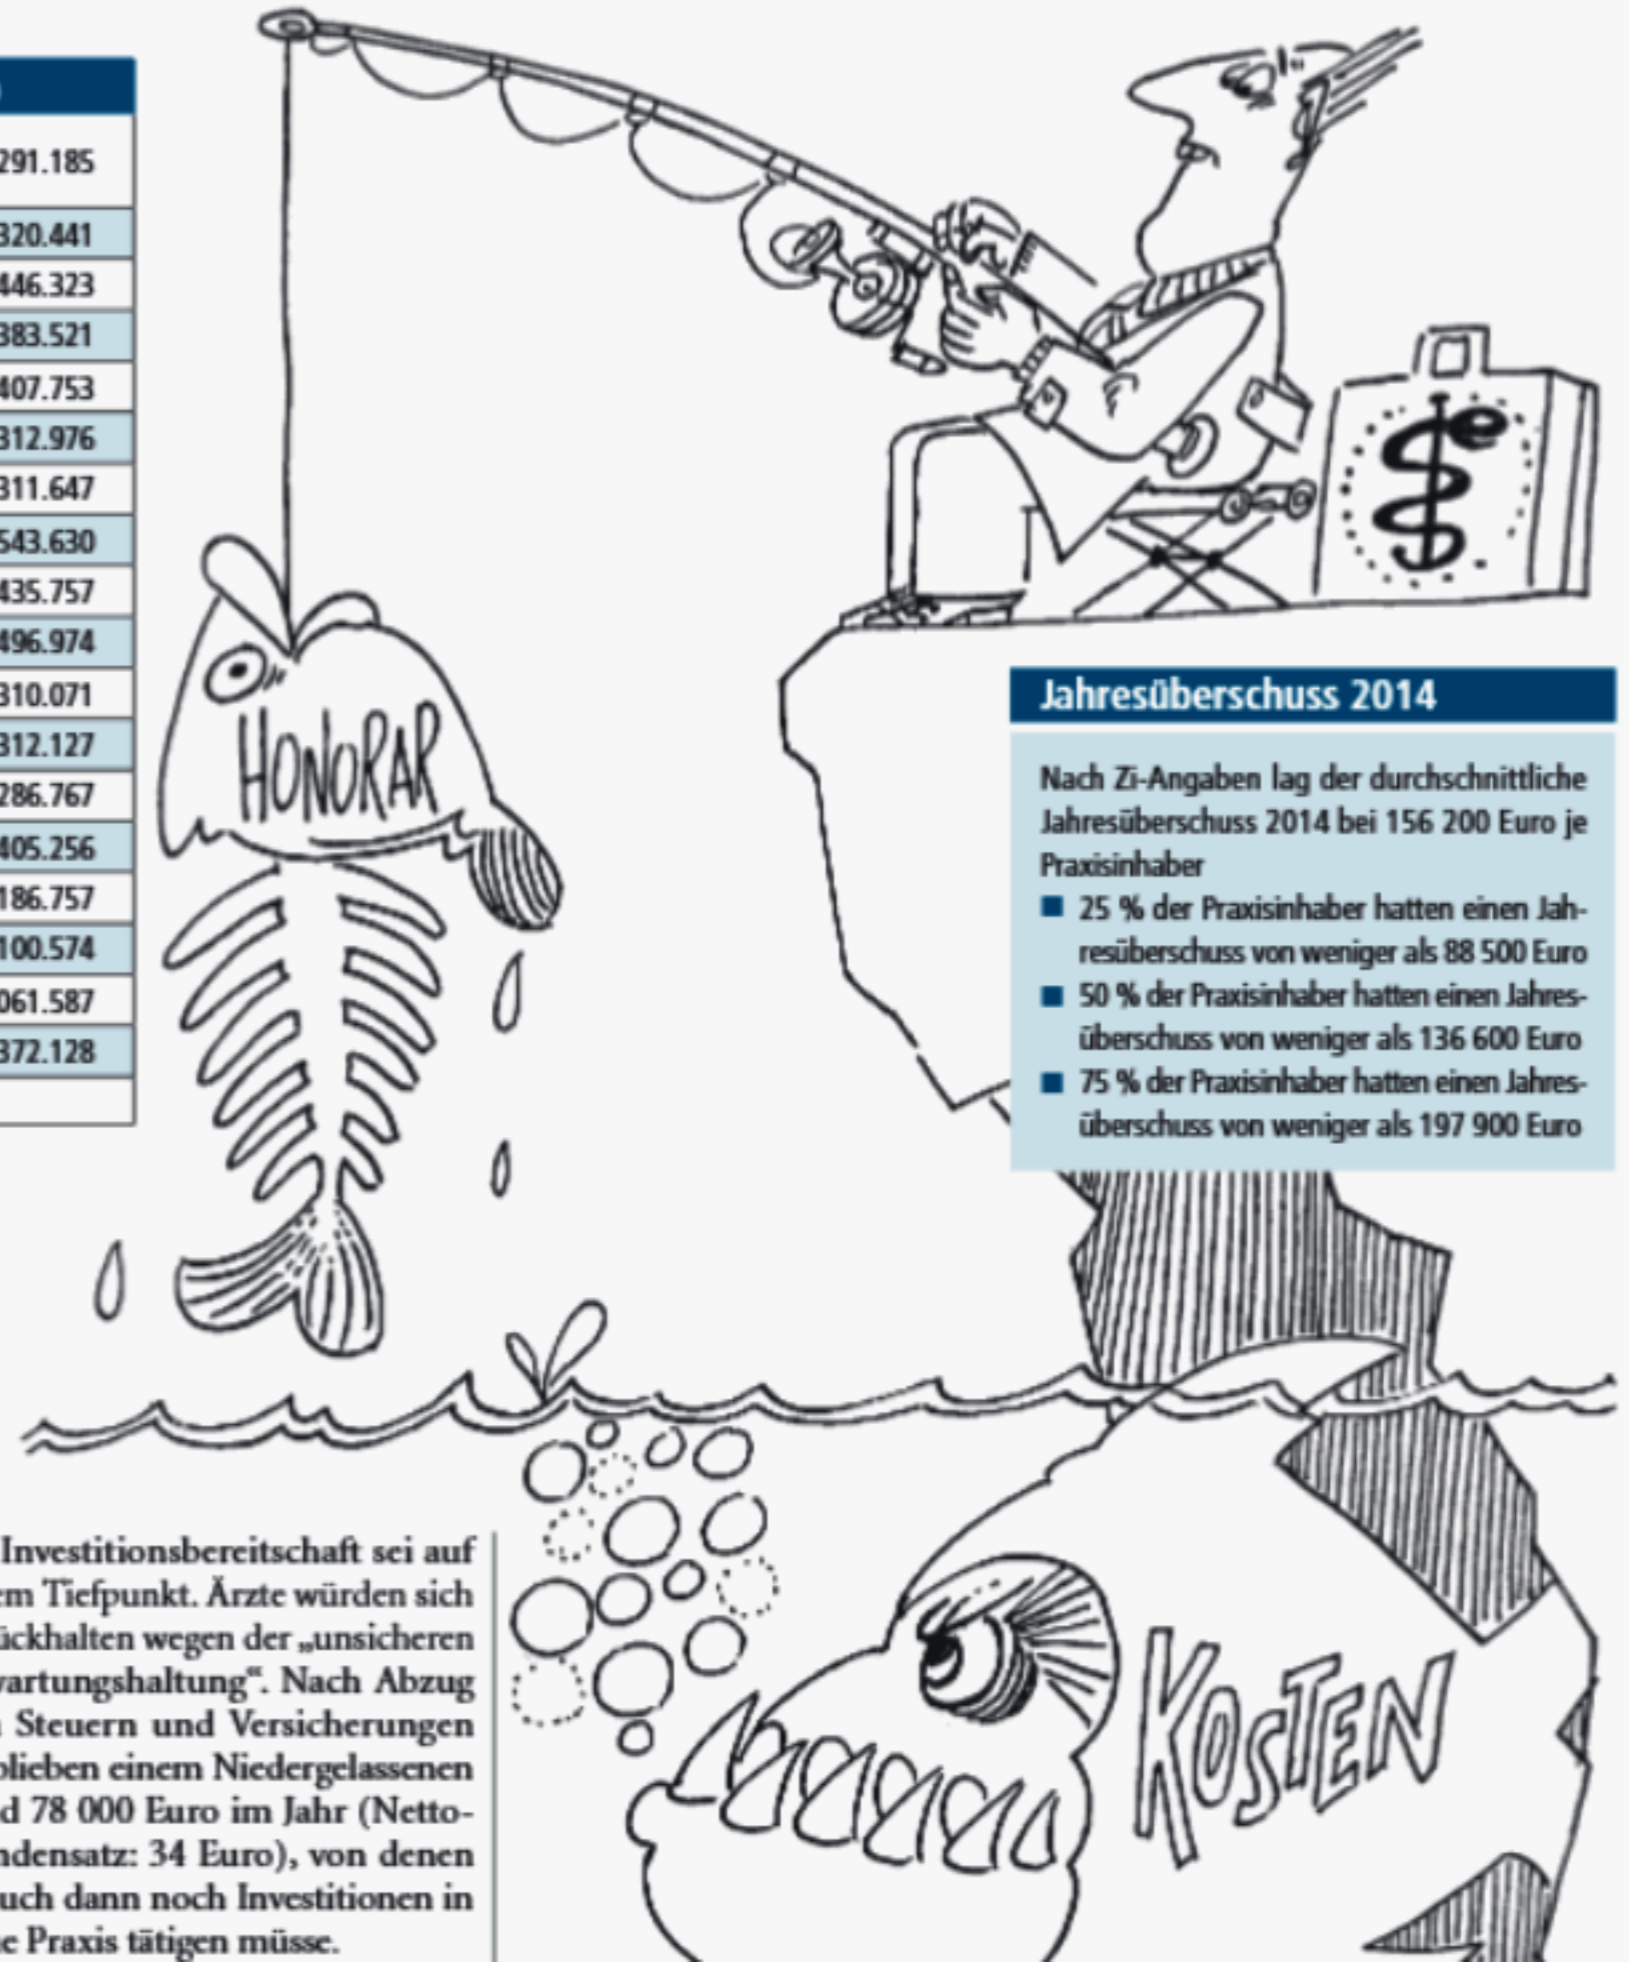 291.185
320.441
446.323
383.521
407.753
312.976
311.647
543.630
435.757
496.974
310.071
312.127
286.767
405.256
186.757
100.574
061.587
372.128
HONORAR
Jahresüberschuss 2014
Nach Zi-Angaben lag der durchschnittliche
Jahresüberschuss 2014 bei 156 200 Euro je
Praxisinhaber
■ 25 % der Praxisinhaber hatten einen Jah-
resüberschuss von weniger als 88 500 Euro
■ 50 % der Praxisinhaber hatten einen Jahres-
überschuss von weniger als 136 600 Euro
■ 75 % der Praxisinhaber hatten einen Jahres-
überschuss von weniger als 197 900 Euro
Investitionsbereitschaft sei auf
em Tiefpunkt. Ärzte würden sich
ückhalten wegen der „unsicheren
wartungshaltung“. Nach Abzug
Steuern und Versicherungen
blieben einem Niedergelassenen
d 78 000 Euro im Jahr (Netto-
ndensatz: 34 Euro), von denen
uch dann noch Investitionen in
e Praxis tätigen müsse.
KOSTEN